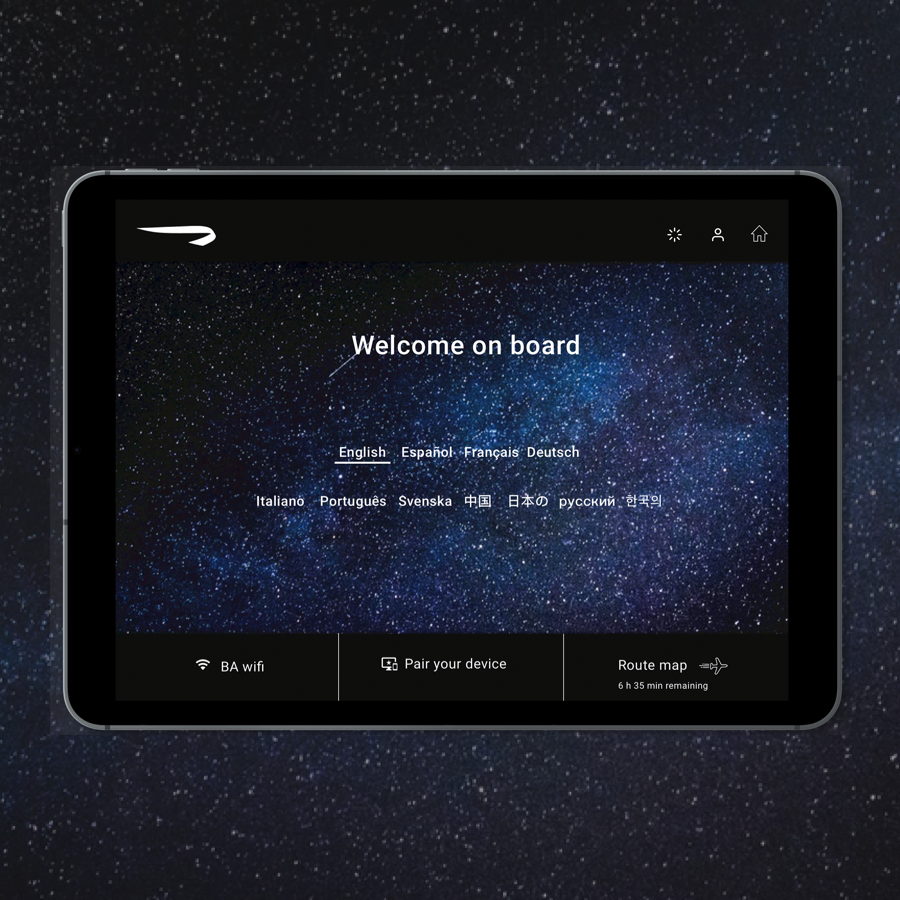 Welcome on board
English Español Français Deutsch
Italiano Português Svenska 中国 日本の русский 한국의
BA wifi
Pair your device
Route map
6 h 35 min remaining